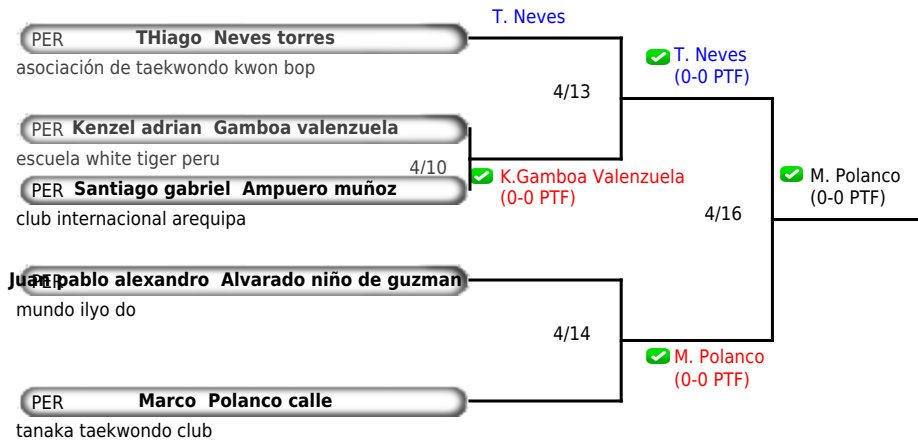 T. Neves
PER THiago Neves torres
asociación de taekwondo kwon bop
T. Neves
(0-0 PTF)
4/13
PER Kenzel adrian Gamboa valenzuela
escuela white tiger peru
4/10
K.Gamboa Valenzuela
(0-0 PTF)
M. Polanco
(0-0 PTF)
PER Santiago gabriel Ampuero muñoz
club internacional arequipa
4/16
PER Juan pablo alexandro Alvarado niño de guzman
mundo ilyo do
4/14
M. Polanco
(0-0 PTF)
PER Marco Polanco calle
tanaka taekwondo club